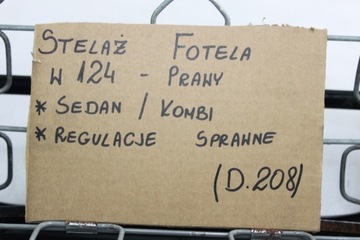 STELAŻ FOTELA
W 124 - PRAWY
* SEDAN / KOMBI
* REGULACJE SPRAWNE
(D.208)